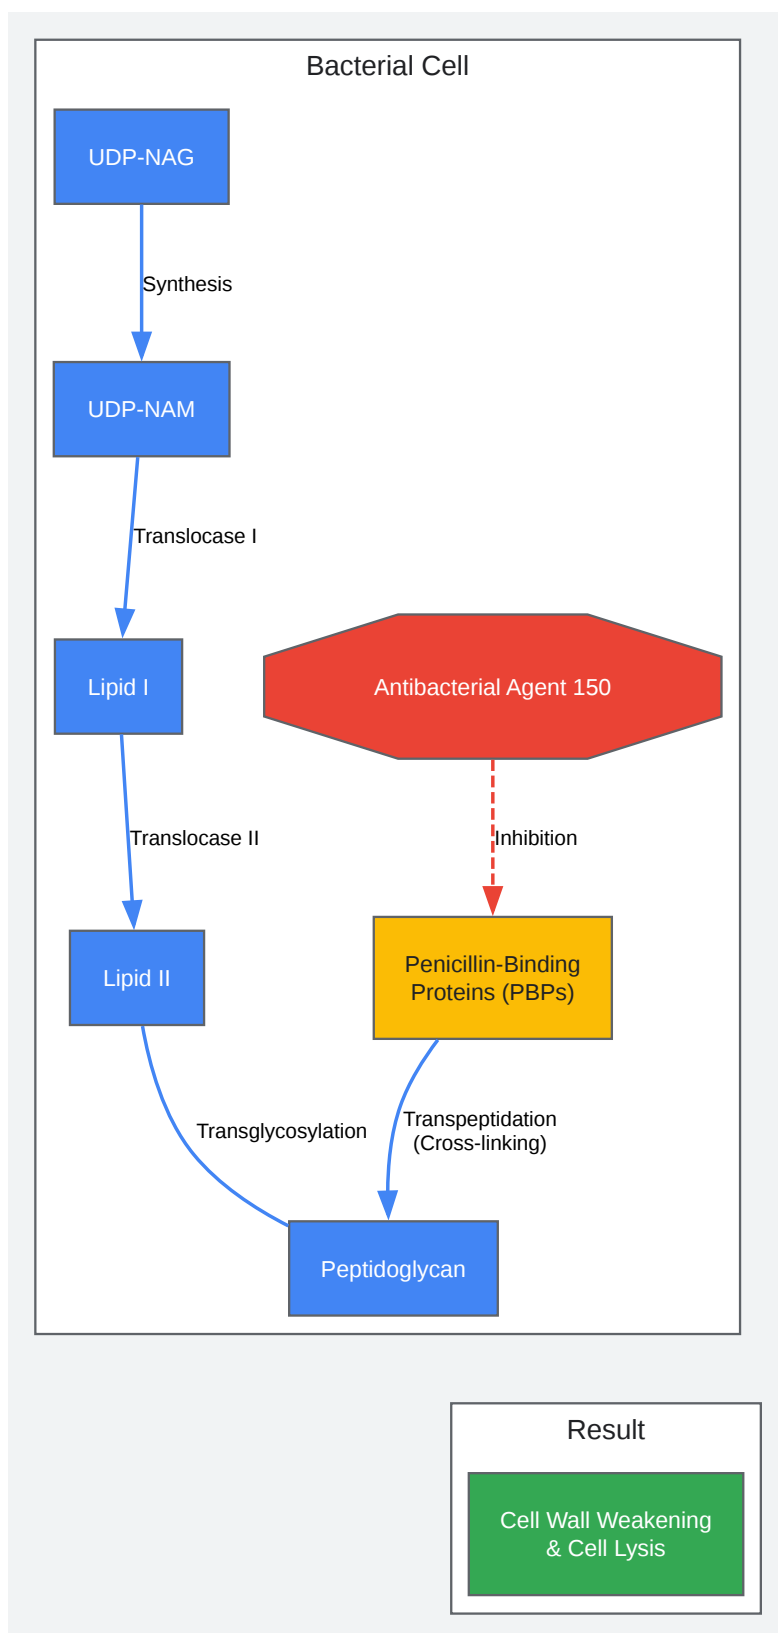 Bacterial Cell
UDP-NAG
Synthesis
UDP-NAM
Translocase I
Lipid I
Antibacterial Agent 150
Translocase II
Inhibition
Lipid II
Penicillin-Binding
Proteins (PBPs)
Transglycosylation
Transpeptidation
(Cross-linking)
Peptidoglycan
Result
Cell Wall Weakening
& Cell Lysis